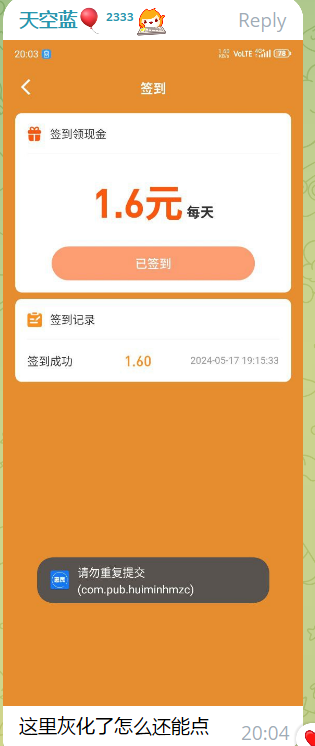 天空蓝🎈 2333
Reply
20:03
VoLTE
78
签到
签到领现金
1.6元 每天
已签到
签到记录
签到成功 1.60 2024-05-17 19:15:33
惠民
请勿重复提交
(com.pub.huiminhmzc)
这里灰化了怎么还能点
20:04